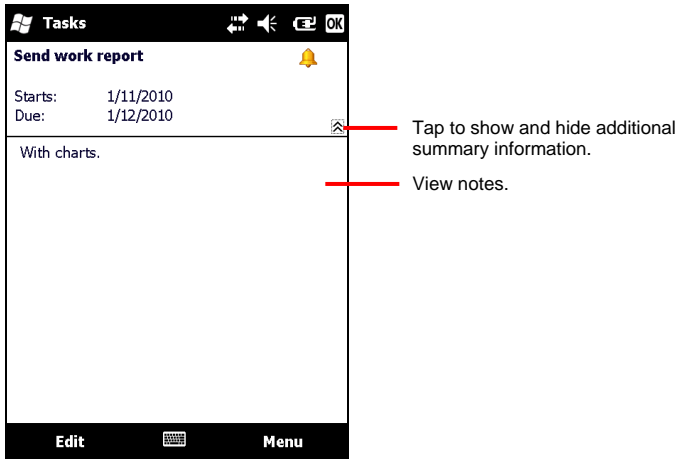 Tasks OK
Send work report
Starts: 1/11/2010
Due: 1/12/2010
With charts.
Edit Menu
Tap to show and hide additional
summary information.
View notes.